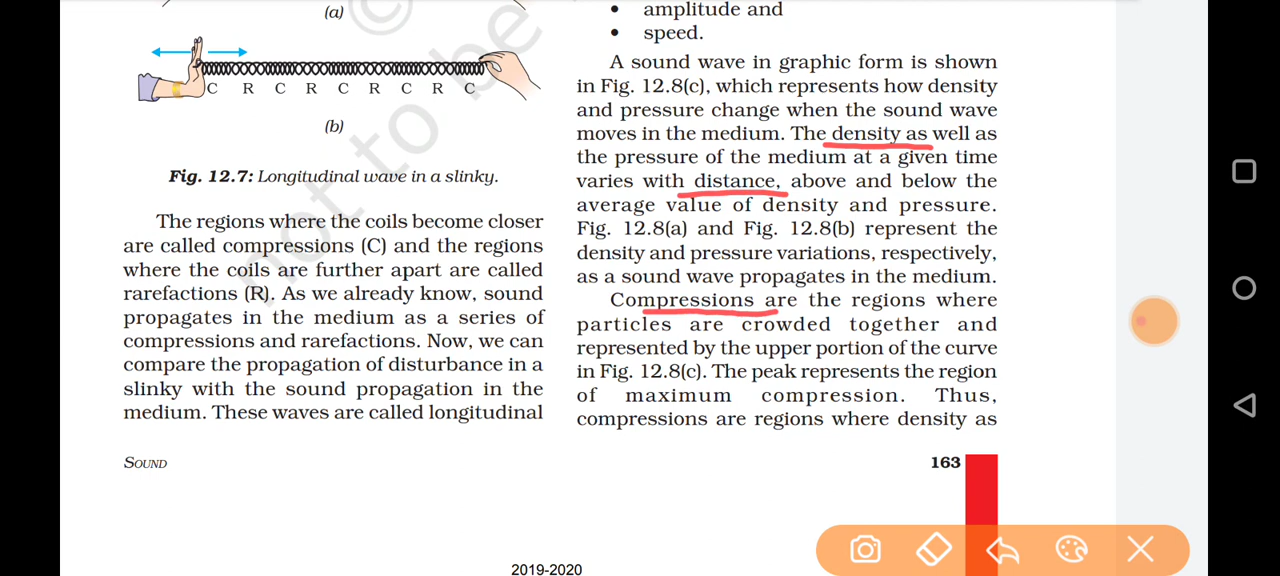 (a)
C R C R C R C R C
(b)
Fig. 12.7: Longitudinal wave in a slinky.
The regions where the coils become closer
are called compressions (C) and the regions
where the coils are further apart are called
rarefactions (R). As we already know, sound
propagates in the medium as a series of
compressions and rarefactions. Now, we can
compare the propagation of disturbance in a
slinky with the sound propagation in the
medium. These waves are called longitudinal
• amplitude and
• speed.
A sound wave in graphic form is shown
in Fig. 12.8(c), which represents how density
and pressure change when the sound wave
moves in the medium. The density as well as
the pressure of the medium at a given time
varies with distance, above and below the
average value of density and pressure.
Fig. 12.8(a) and Fig. 12.8(b) represent the
density and pressure variations, respectively,
as a sound wave propagates in the medium.
Compressions are the regions where
particles are crowded together and
represented by the upper portion of the curve
in Fig. 12.8(c). The peak represents the region
of maximum compression. Thus,
compressions are regions where density as
SOUND
163
2019-2020
©
not to be